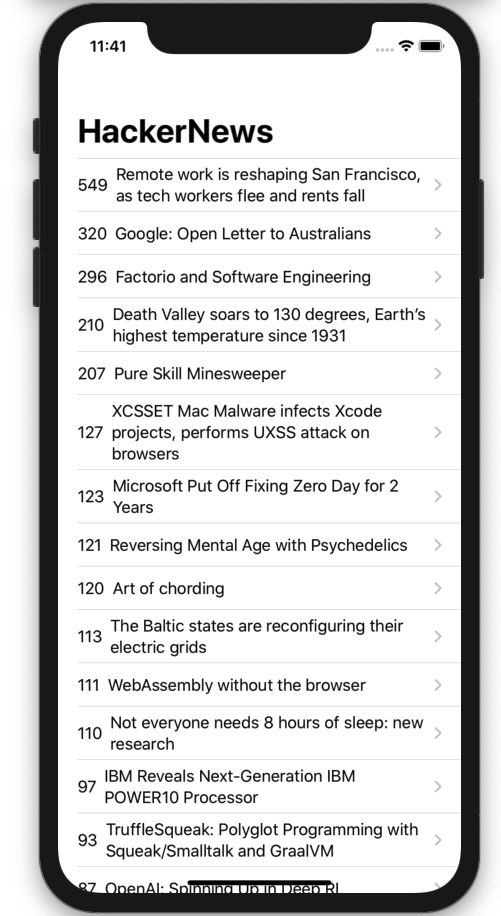 11:41
HackerNews
549 Remote work is reshaping San Francisco,
as tech workers flee and rents fall
320 Google: Open Letter to Australians
296 Factorio and Software Engineering
210 Death Valley soars to 130 degrees, Earth’s
highest temperature since 1931
207 Pure Skill Minesweeper
127 XCSSET Mac Malware infects Xcode
projects, performs UXSS attack on
browsers
123 Microsoft Put Off Fixing Zero Day for 2
Years
121 Reversing Mental Age with Psychedelics
120 Art of chording
113 The Baltic states are reconfiguring their
electric grids
111 WebAssembly without the browser
110 Not everyone needs 8 hours of sleep: new
research
97 IBM Reveals Next-Generation IBM
POWER10 Processor
93 TruffleSqueak: Polyglot Programming with
Squeak/Smalltalk and GraalVM
87 OpenAI: Spinning Up in Deep RL